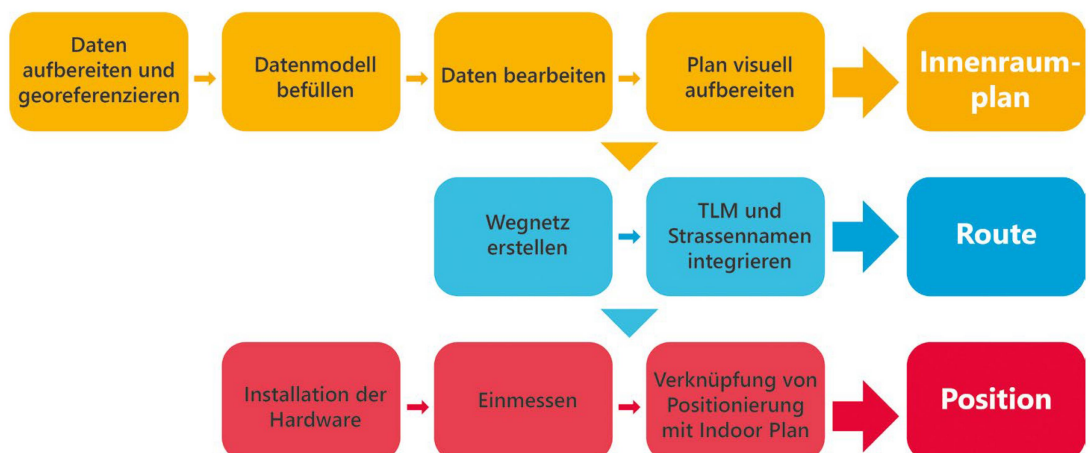 Daten
aufbereiten und
georeferenzieren
Datenmodell
befüllen
Daten bearbeiten
Plan visuell
aufbereiten
Innenraum-
plan
Wegnetz
erstellen
TLM und
Strassennamen
integrieren
Route
Installation der
Hardware
Einmessen
Verknüpfung von
Positionierung
mit Indoor Plan
Position